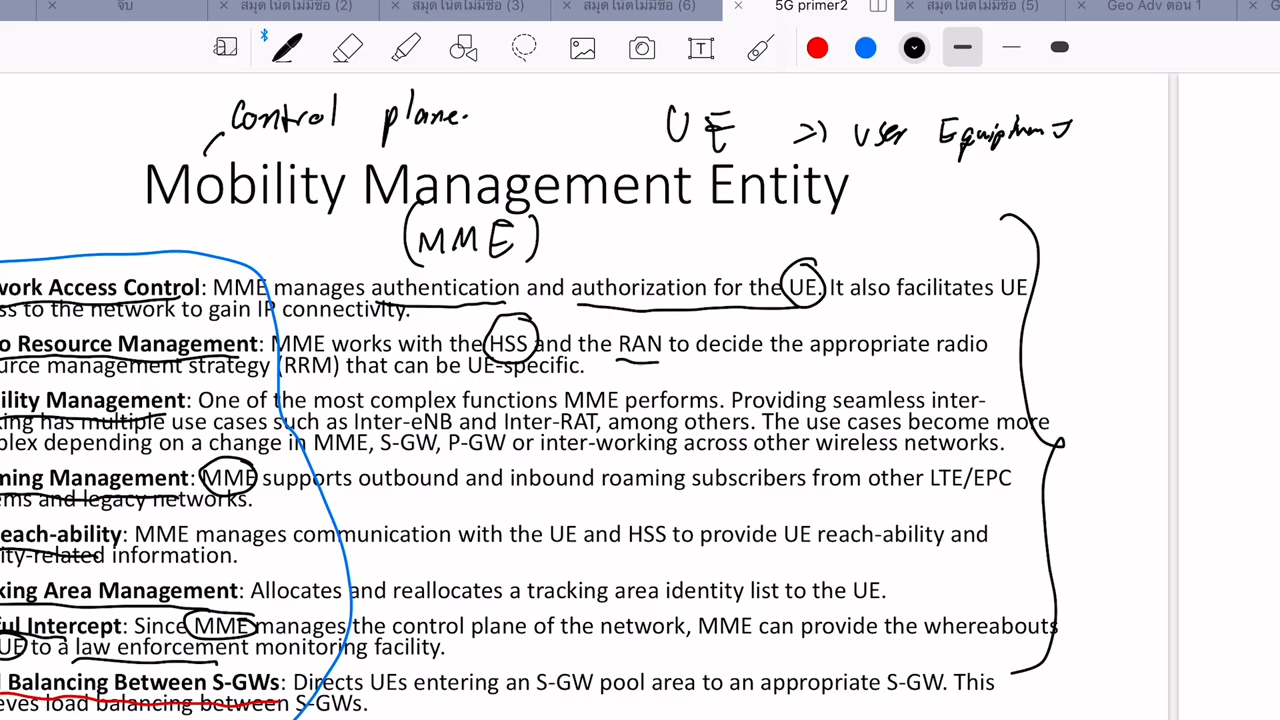 จีบ
สมุดโน้ตไม่มีชื่อ (2)
สมุดโน้ตไม่มีชื่อ (3)
สมุดโน้ตไม่มีชื่อ (6)
5G primer2
สมุดโน้ตไม่มีชื่อ (5)
Geo Adv ตอน 1
G
control plane.
UE => User Equipment
Mobility Management Entity
(MME)
work Access Control: MME manages authentication and authorization for the UE. It also facilitates UE
ss to the network to gain IP connectivity.
o Resource Management: MME works with the HSS and the RAN to decide the appropriate radio
urce management strategy (RRM) that can be UE-specific.
ility Management: One of the most complex functions MME performs. Providing seamless inter-
king has multiple use cases such as Inter-eNB and Inter-RAT, among others. The use cases become more
plex depending on a change in MME, S-GW, P-GW or inter-working across other wireless networks.
ming Management: MME supports outbound and inbound roaming subscribers from other LTE/EPC
ems and legacy networks.
reach-ability: MME manages communication with the UE and HSS to provide UE reach-ability and
ity-related information.
king Area Management: Allocates and reallocates a tracking area identity list to the UE.
ful Intercept: Since MME manages the control plane of the network, MME can provide the whereabouts
UE to a law enforcement monitoring facility.
Balancing Between S-GWs: Directs UEs entering an S-GW pool area to an appropriate S-GW. This
eves load balancing between S-GWs.